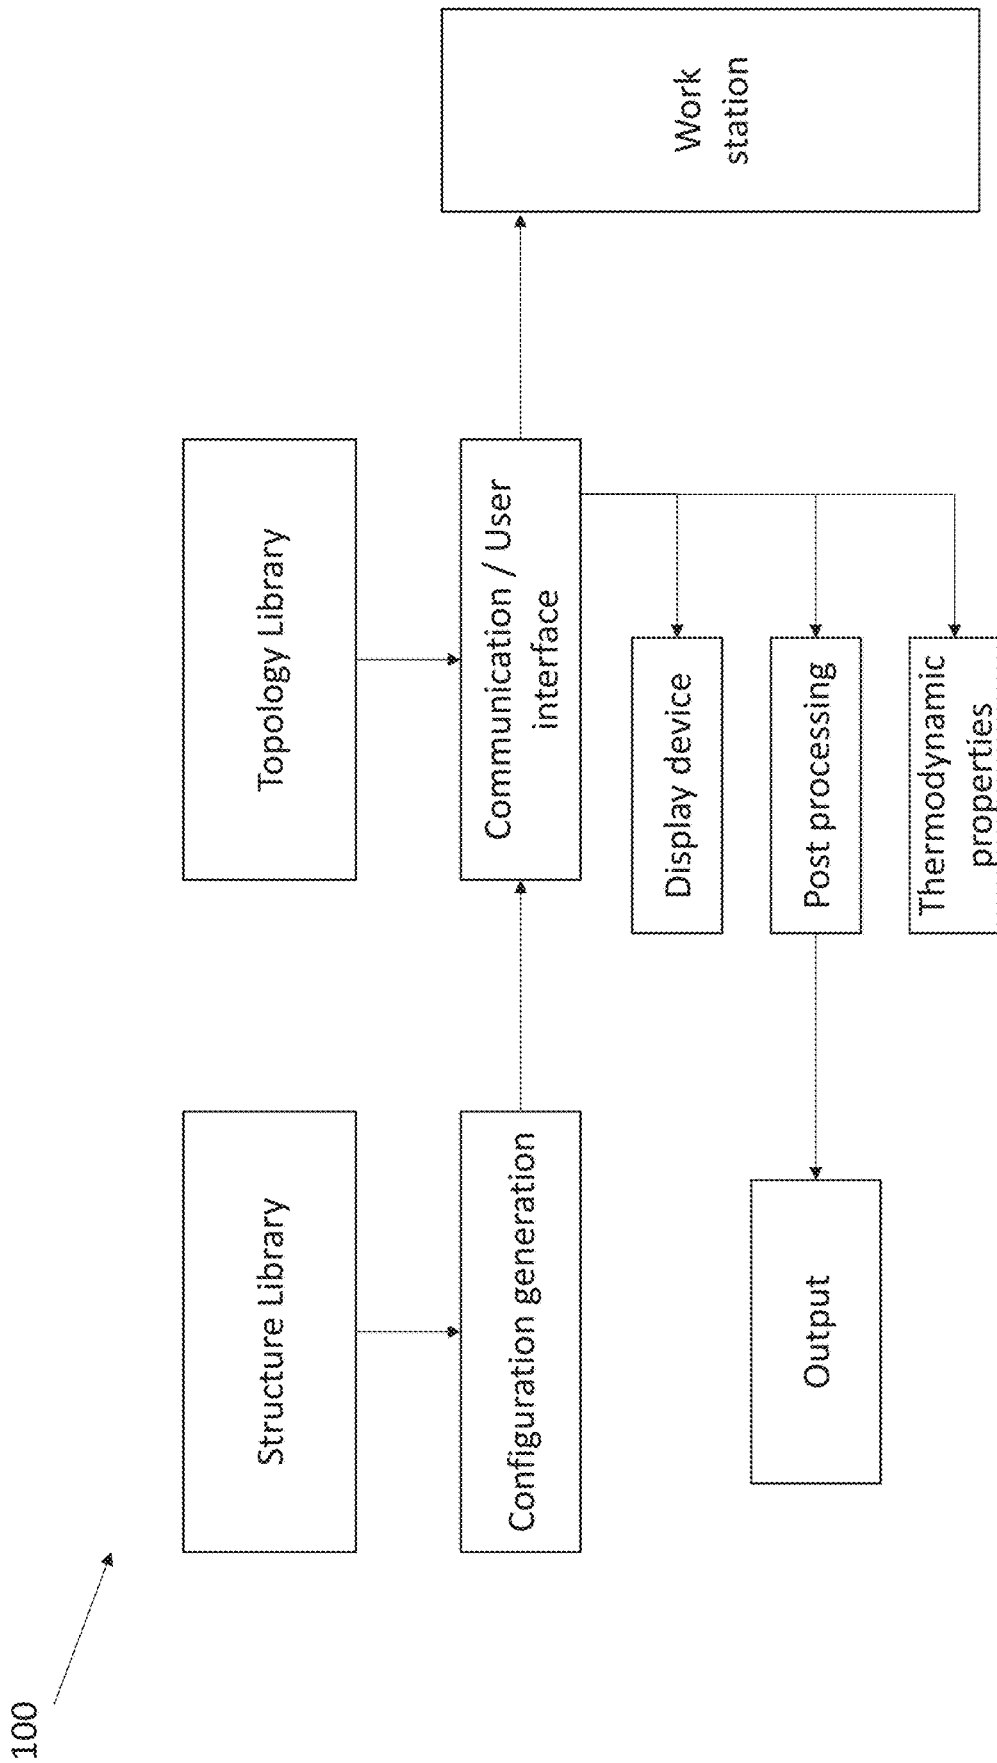 100
Structure Library
Topology Library
Configuration generation
Communication / User
interface
Work
station
Display device
Output
Post processing
Thermodynamic
properties